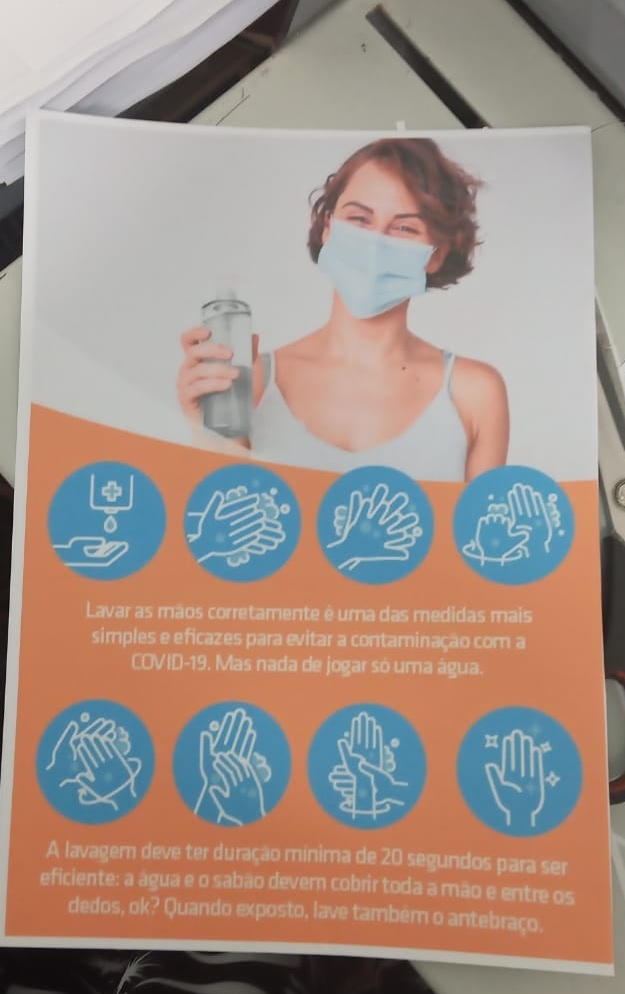 Lavar as mãos corretamente é uma das medidas mais
simples e eficazes para evitar a contaminação com a
COVID-19. Mas nada de jogar só uma água.
A lavagem deve ter duração mínima de 20 segundos para ser
eficiente: a água e o sabão devem cobrir toda a mão e entre os
dedos, ok? Quando exposto, lave também o antebraço.